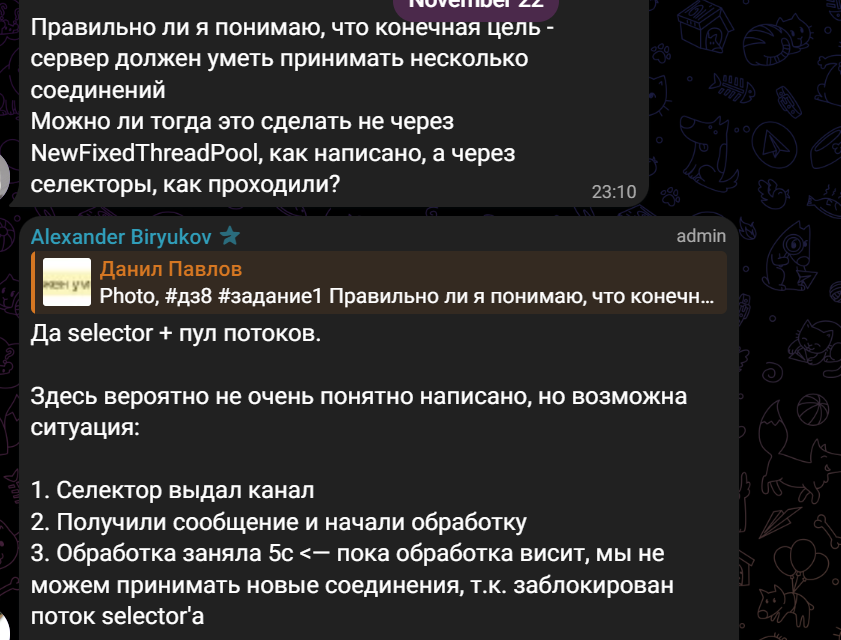 November 22
Правильно ли я понимаю, что конечная цель -
сервер должен уметь принимать несколько
соединений
Можно ли тогда это сделать не через
NewFixedThreadPool, как написано, а через
селекторы, как проходили?
23:10
Alexander Biryukov admin
Данил Павлов
Photo, #дз8 #задание1 Правильно ли я понимаю, что конечн...
Да selector + пул потоков.
Здесь вероятно не очень понятно написано, но возможна
ситуация:
1. Селектор выдал канал
2. Получили сообщение и начали обработку
3. Обработка заняла 5с <— пока обработка висит, мы не
можем принимать новые соединения, т.к. заблокирован
поток selector'а